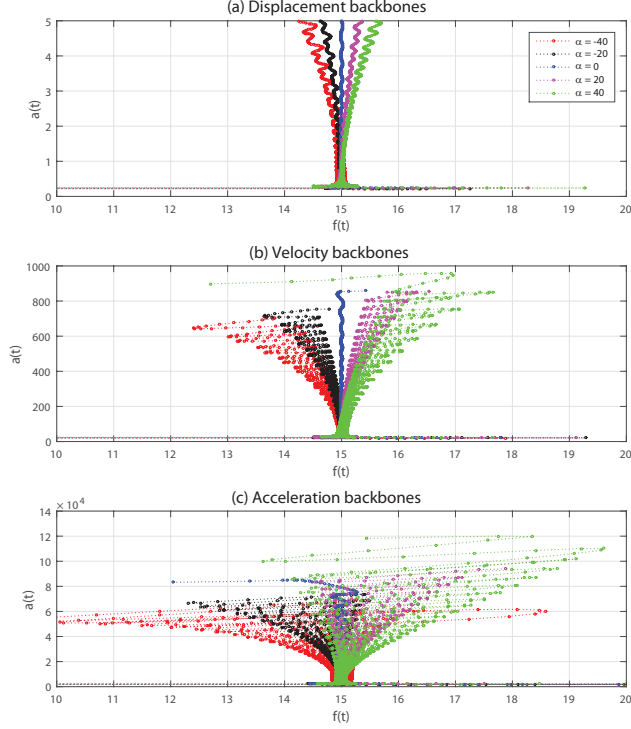 (a) Displacement backbones
5
4
3
2
1
0
a(t)
10 11 12 13 14 15 16 17 18 19 20
f(t)
α = -40
α = -20
α = 0
α = 20
α = 40
(b) Velocity backbones
1000
800
600
400
200
0
a(t)
10 11 12 13 14 15 16 17 18 19 20
f(t)
(c) Acceleration backbones
× 10⁴
14
12
10
8
6
4
2
0
a(t)
10 11 12 13 14 15 16 17 18 19 20
f(t)